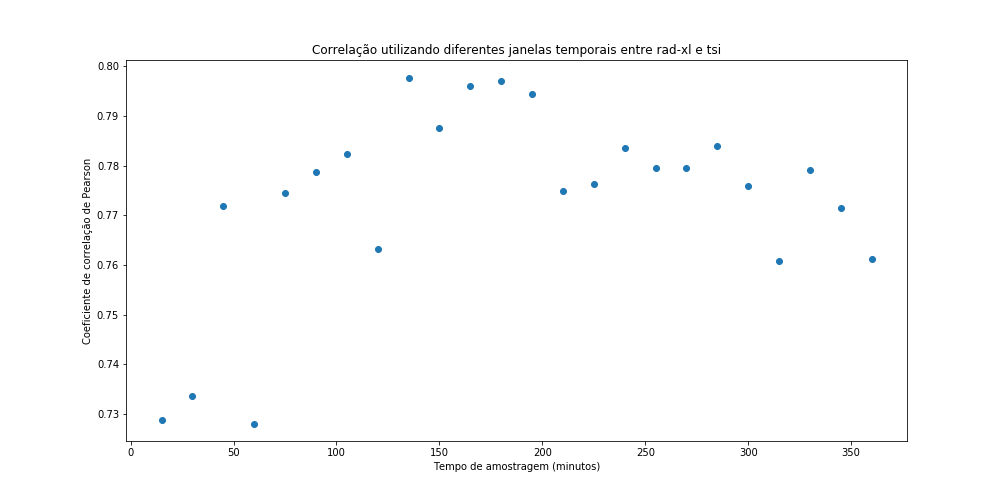 Correlação utilizando diferentes janelas temporais entre rad-xl e tsi
0.80
0.79
0.78
0.77
0.76
0.75
0.74
0.73
Coeficiente de correlação de Pearson
0 50 100 150 200 250 300 350
Tempo de amostragem (minutos)